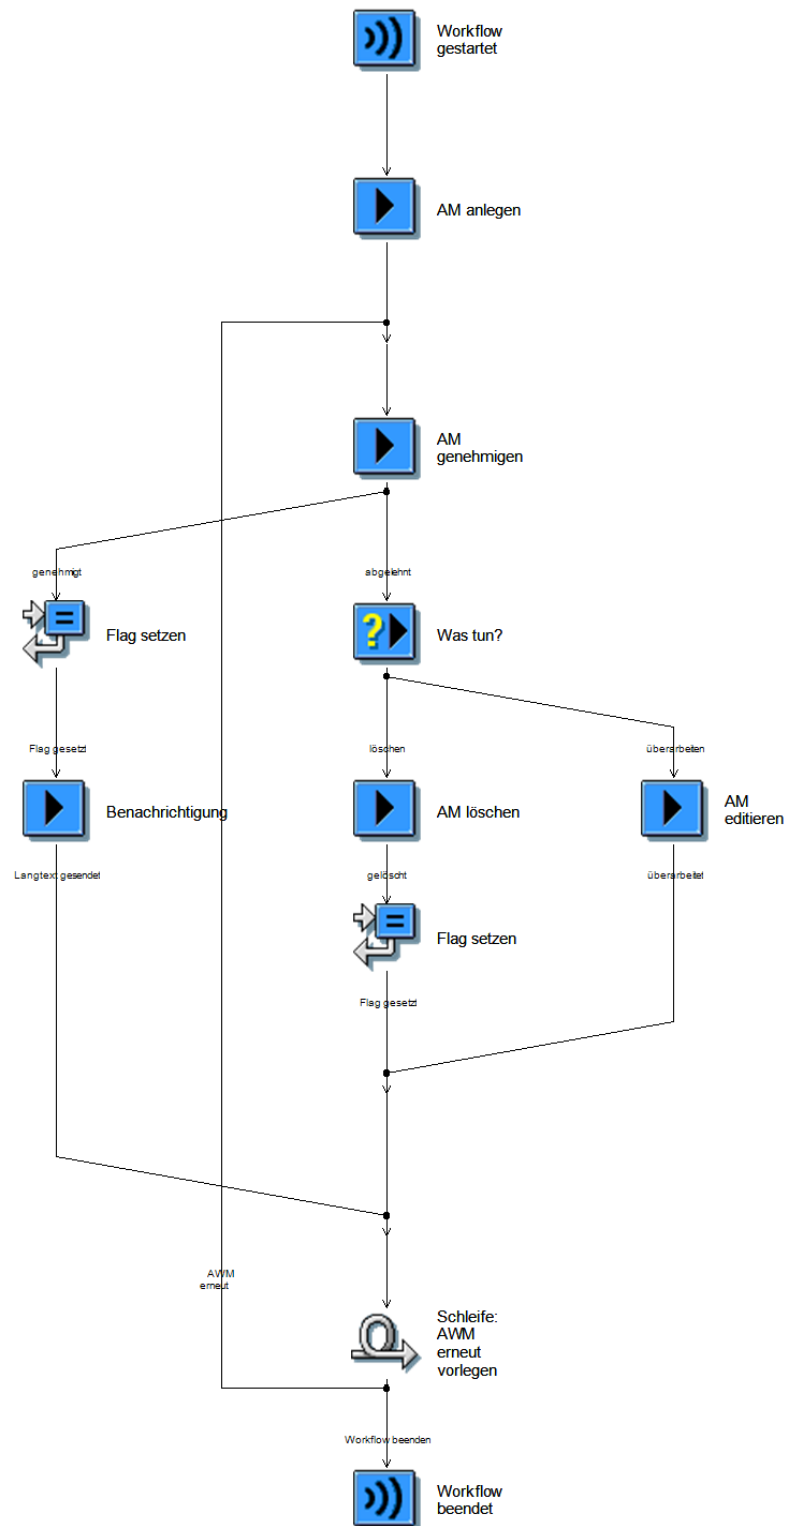 Workflow
gestartet
AM anlegen
AM
genehmigen
genehmigt
abgelehnt
Flag setzen
Was tun?
Flag gesetzt
löschen
überarbeiten
Benachrichtigung
AM löschen
AM
editieren
Langtext gesendet
gelöscht
überarbeitet
Flag setzen
Flag gesetzt
AWM
erneut
Schleife:
AWM
erneut
vorlegen
Workflow beenden
Workflow
beendet